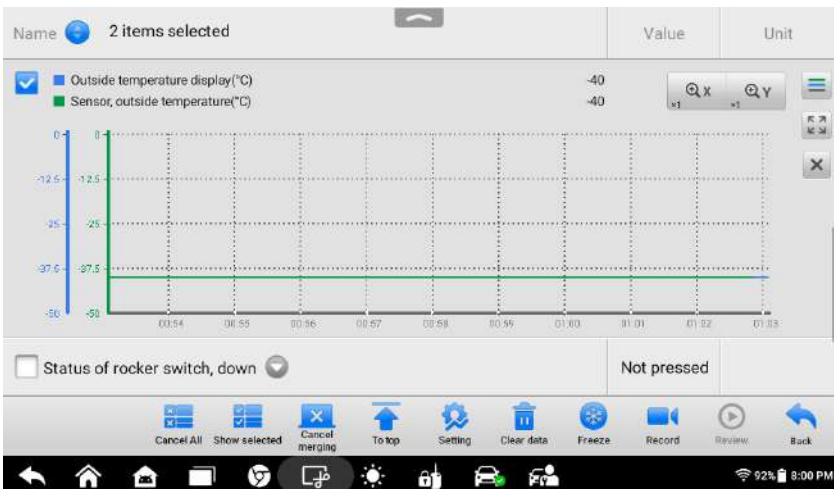 Name 2 items selected Value Unit
Outside temperature display(°C) -40
Sensor, outside temperature(°C) -40
×1 X ×1 Y
0 0
-12.5 -12.5
-25 -25
-37.5 -37.5
-50 -50
00:54 00:55 00:56 00:57 00:58 00:59 01:00 01:01 01:02 01:03
Status of rocker switch, down Not pressed
Cancel All Show selected Cancel merging To top Setting Clear data Freeze Record Review Back
92% 8:00 PM